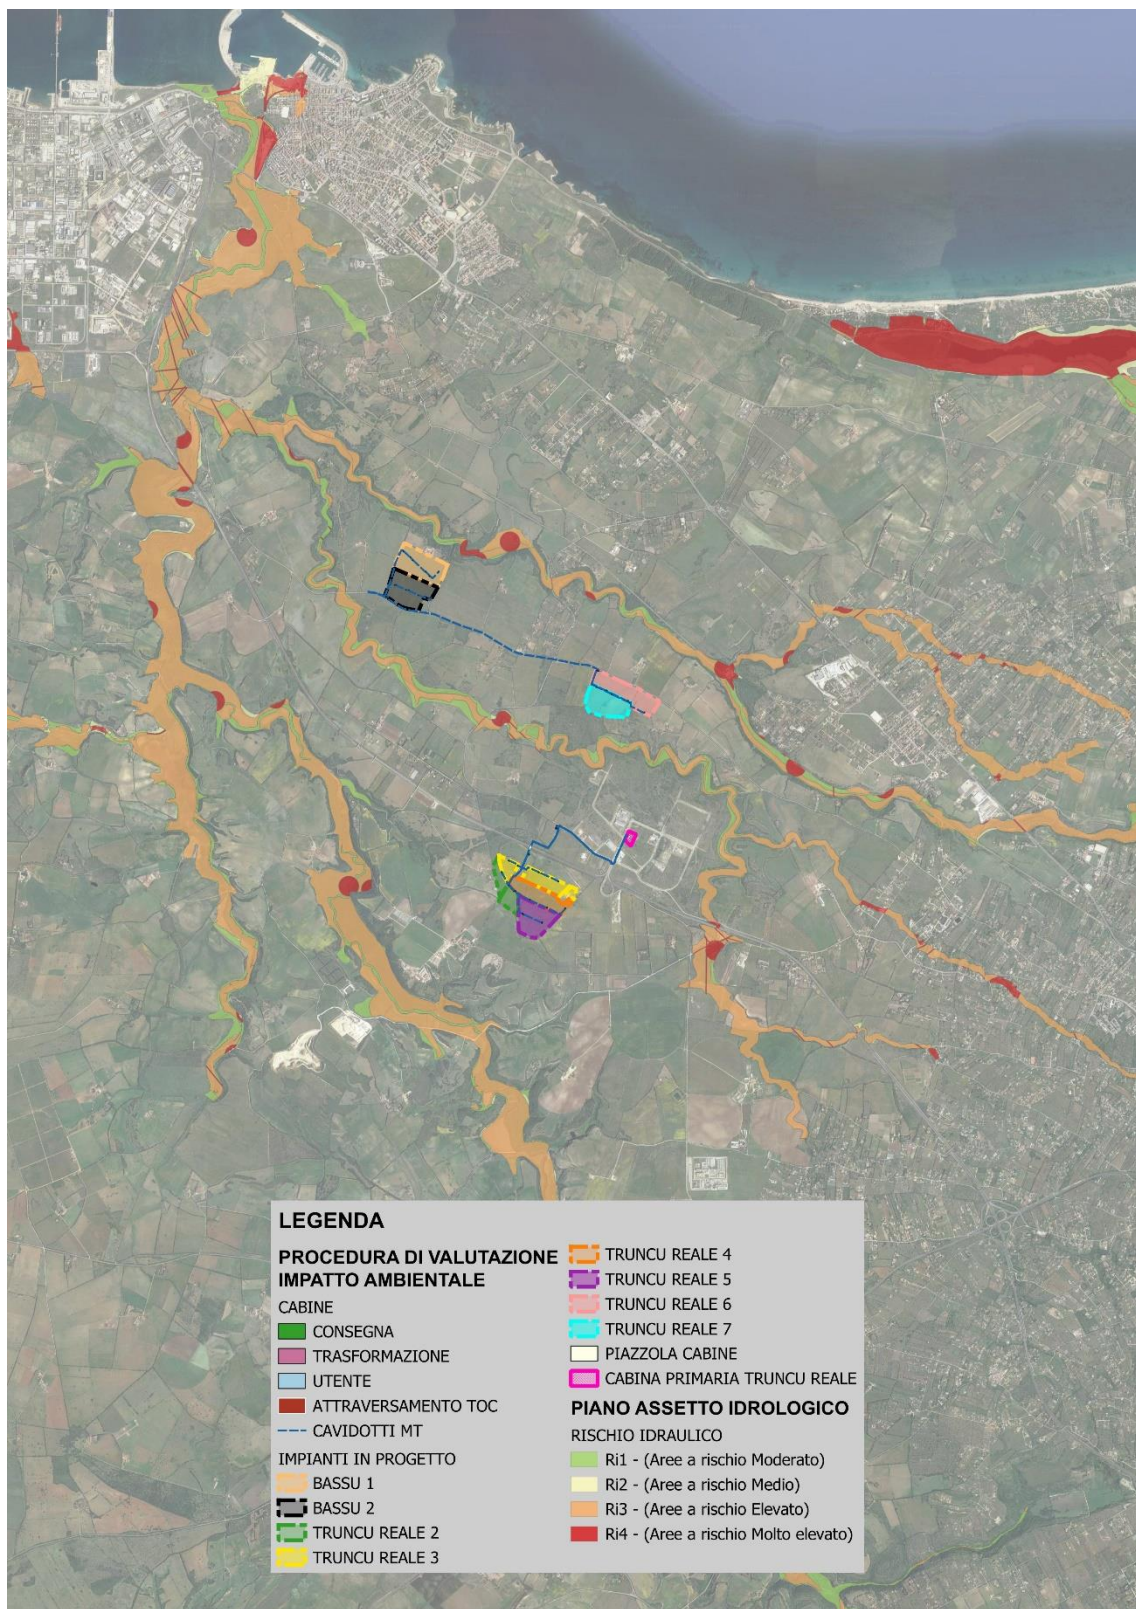 LEGENDA
PROCEDURA DI VALUTAZIONE
IMPATTO AMBIENTALE
CABINE
CONSEGNA
TRASFORMAZIONE
UTENTE
ATTRAVERSAMENTO TOC
CAVIDOTTI MT
IMPIANTI IN PROGETTO
BASSU 1
BASSU 2
TRUNCU REALE 2
TRUNCU REALE 3
TRUNCU REALE 4
TRUNCU REALE 5
TRUNCU REALE 6
TRUNCU REALE 7
PIAZZOLA CABINE
CABINA PRIMARIA TRUNCU REALE
PIANO ASSETTO IDROLOGICO
RISCHIO IDRAULICO
Ri1 - (Aree a rischio Moderato)
Ri2 - (Aree a rischio Medio)
Ri3 - (Aree a rischio Elevato)
Ri4 - (Aree a rischio Molto elevato)